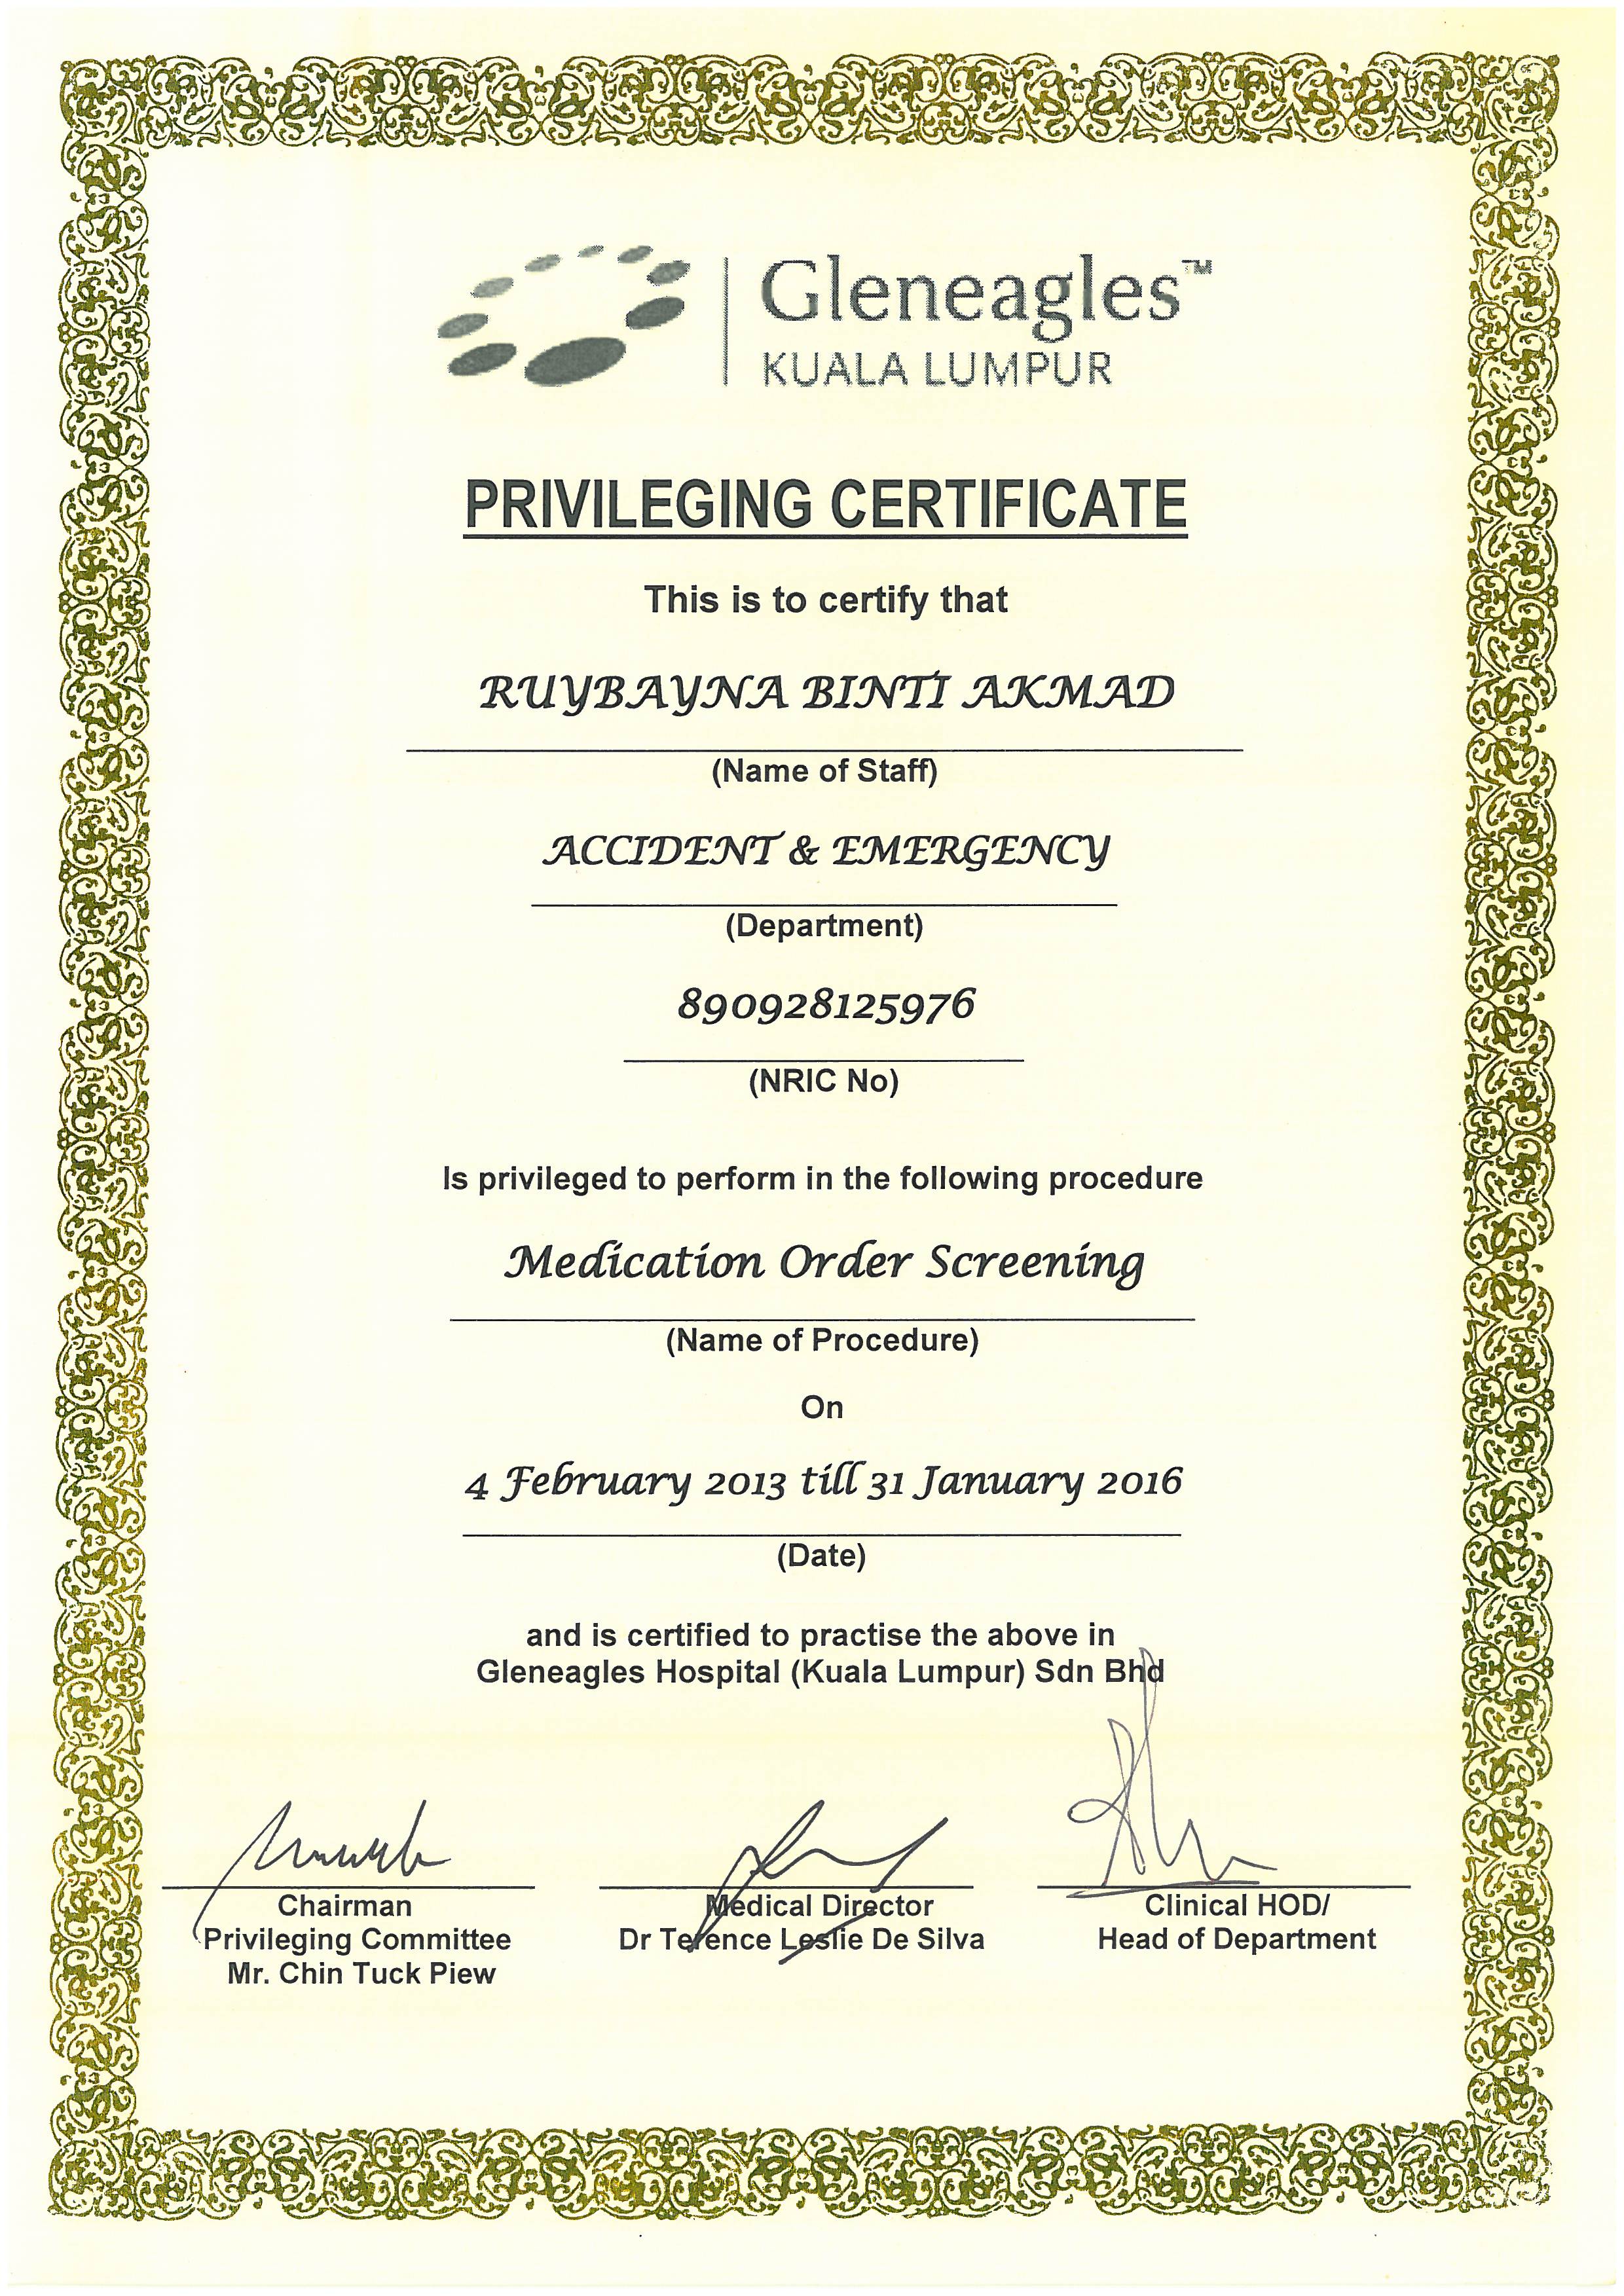 Gleneagles™
KUALA LUMPUR
PRIVILEGING CERTIFICATE
This is to certify that
RUYBAYNA BINTI AKMAD
(Name of Staff)
ACCIDENT & EMERGENCY
(Department)
890928125976
(NRIC No)
Is privileged to perform in the following procedure
Medication Order Screening
(Name of Procedure)
On
4 February 2013 till 31 January 2016
(Date)
and is certified to practise the above in
Gleneagles Hospital (Kuala Lumpur) Sdn Bhd
Chairman
Privileging Committee
Mr. Chin Tuck Piew
Medical Director
Dr Terence Leslie De Silva
Clinical HOD/
Head of Department